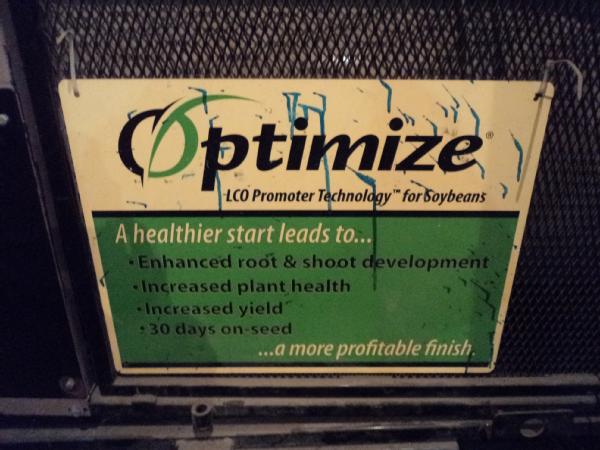 Optimize®
LCO Promoter Technology™ for Soybeans
A healthier start leads to...
• Enhanced root & shoot development
• Increased plant health
• Increased yield
• 30 days on-seed
...a more profitable finish.